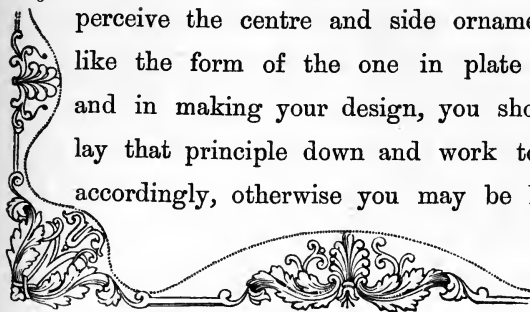 perceive the centre and side orname
like the form of the one in plate
and in making your design, you sho
lay that principle down and work t
accordingly, otherwise you may be